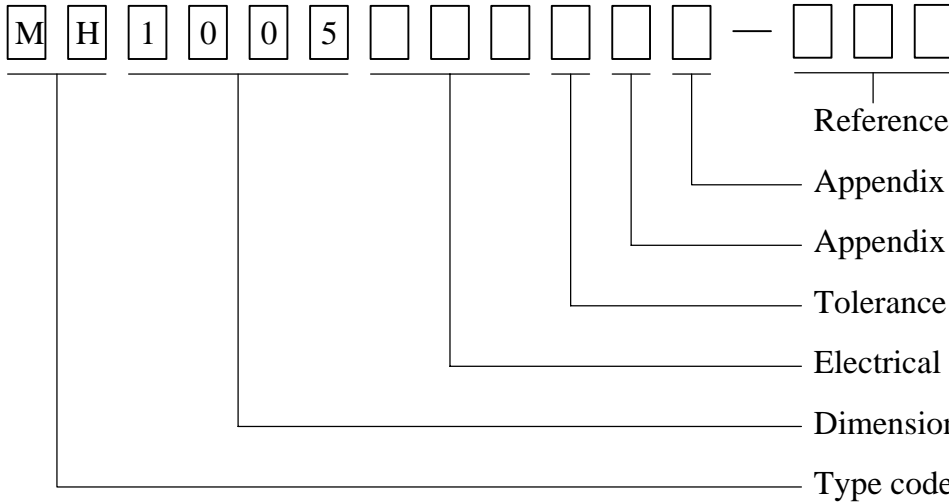 M H 1 0 0 5 —
Reference
Appendix
Appendix
Tolerance
Electrical
Dimension
Type code